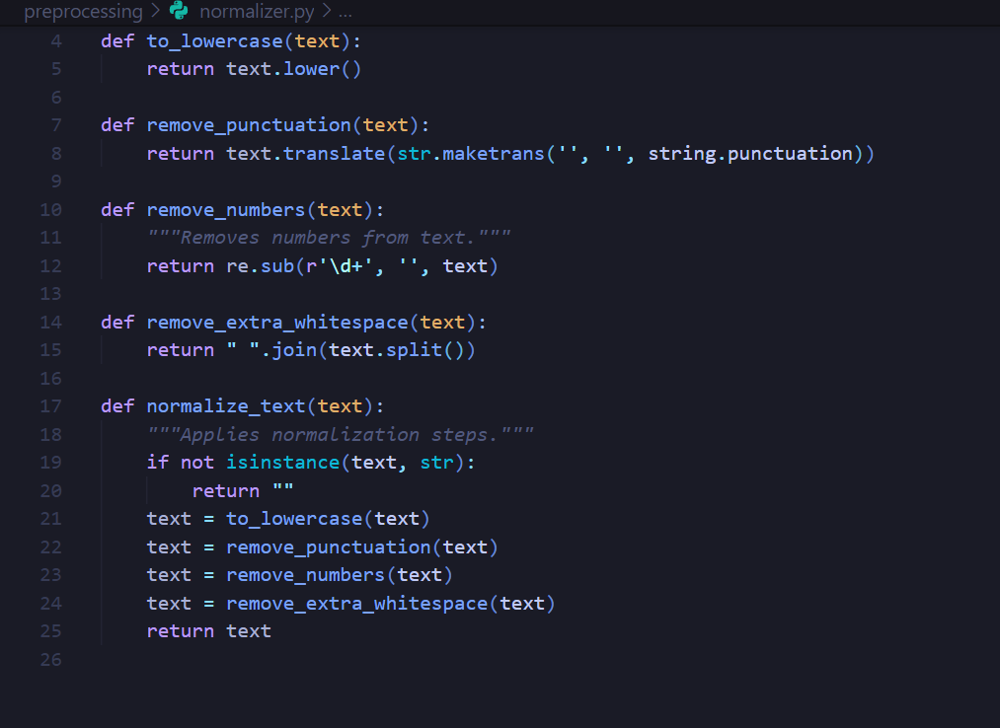 preprocessing > normalizer.py > ...
4 def to_lowercase(text):
5     return text.lower()
6
7 def remove_punctuation(text):
8     return text.translate(str.maketrans('', '', string.punctuation))
9
10 def remove_numbers(text):
11     """Removes numbers from text."""
12     return re.sub(r'\d+', '', text)
13
14 def remove_extra_whitespace(text):
15     return " ".join(text.split())
16
17 def normalize_text(text):
18     """Applies normalization steps."""
19     if not isinstance(text, str):
20         return ""
21     text = to_lowercase(text)
22     text = remove_punctuation(text)
23     text = remove_numbers(text)
24     text = remove_extra_whitespace(text)
25     return text
26